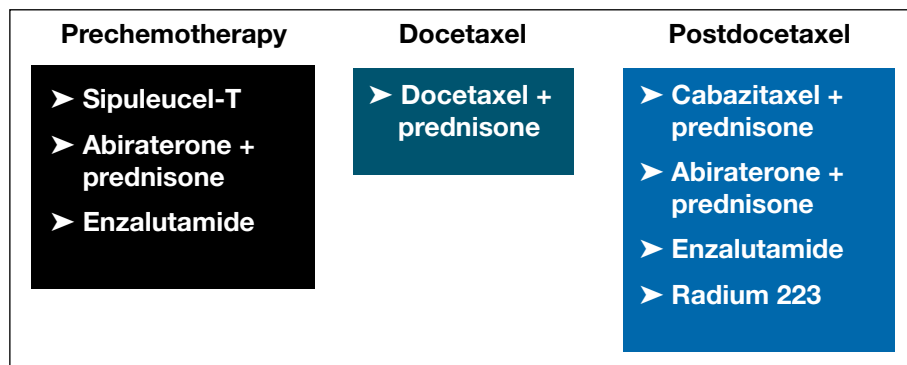 Prechemotherapy
➤ Sipuleucel-T
➤ Abiraterone +
prednisone
➤ Enzalutamide
Docetaxel
➤ Docetaxel +
prednisone
Postdocetaxel
➤ Cabazitaxel +
prednisone
➤ Abiraterone +
prednisone
➤ Enzalutamide
➤ Radium 223